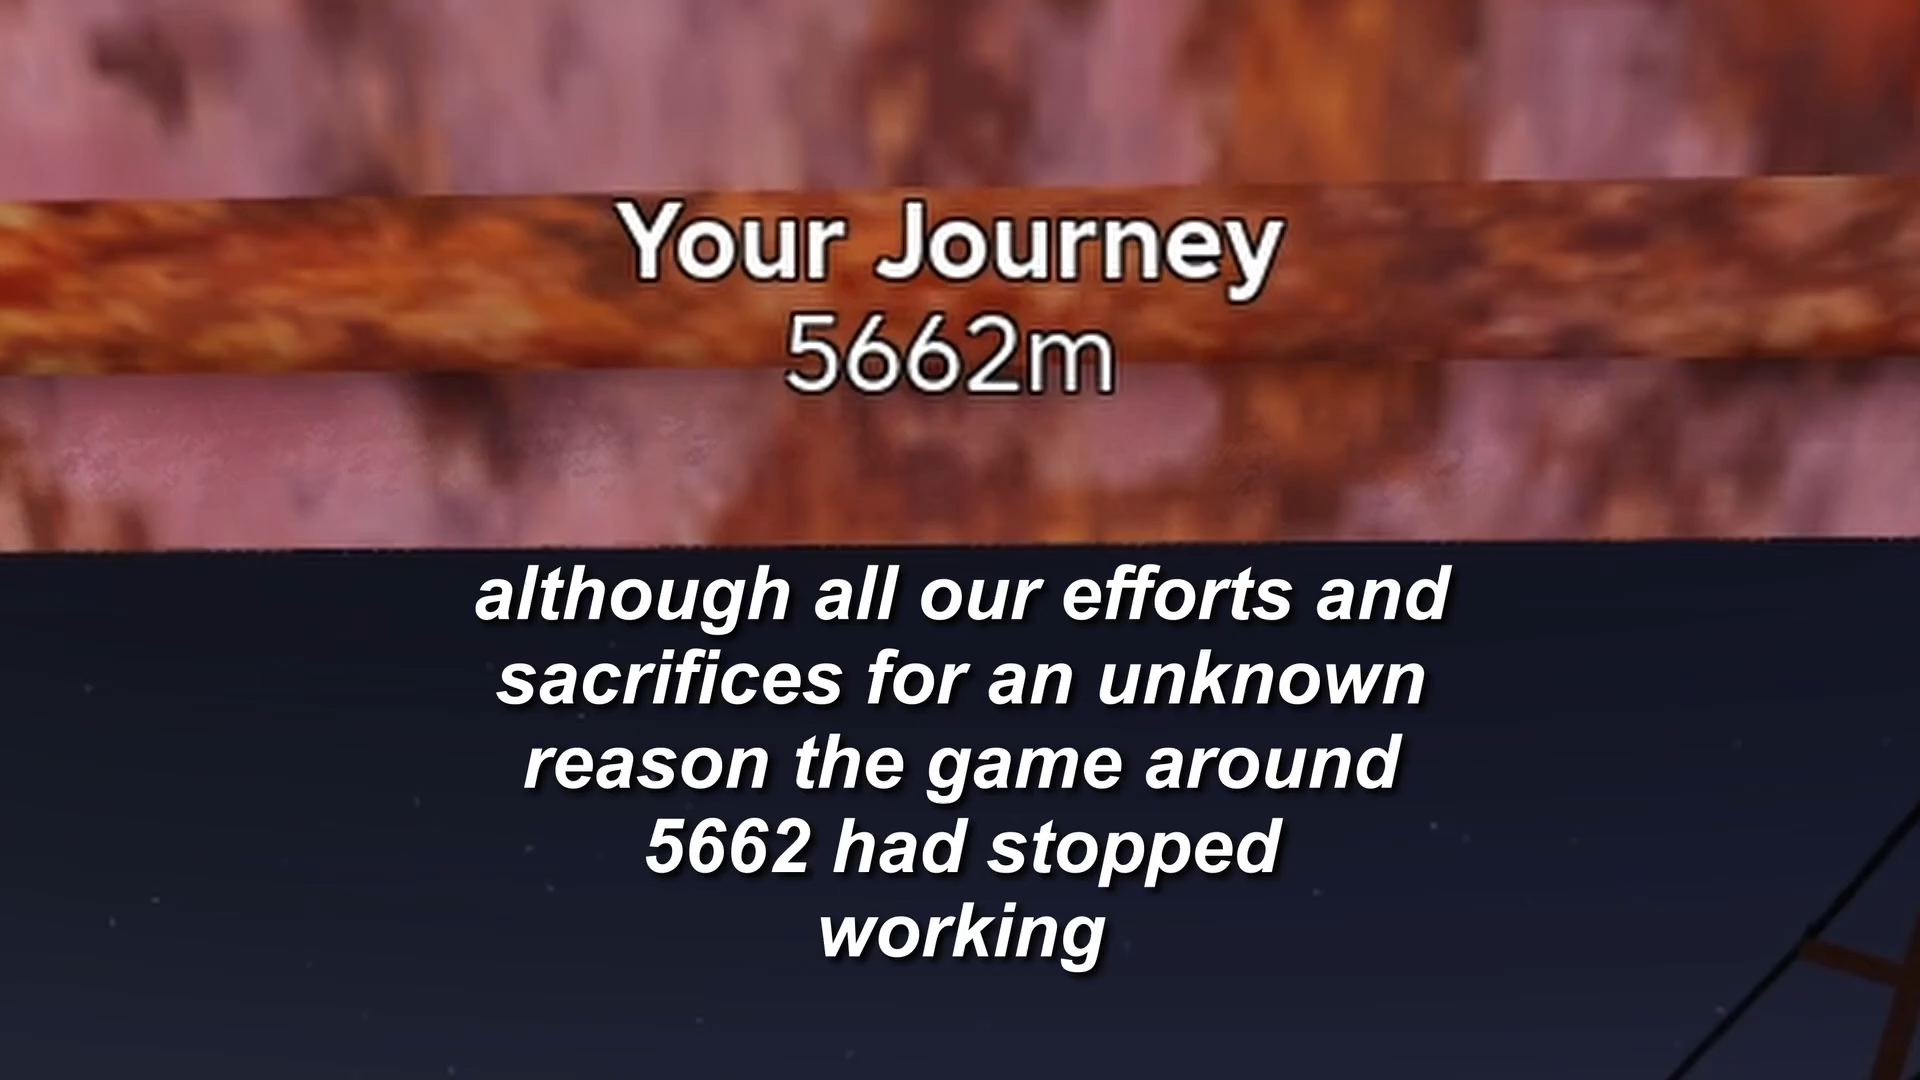 Your Journey
5662m
although all our efforts and
sacrifices for an unknown
reason the game around
5662 had stopped
working